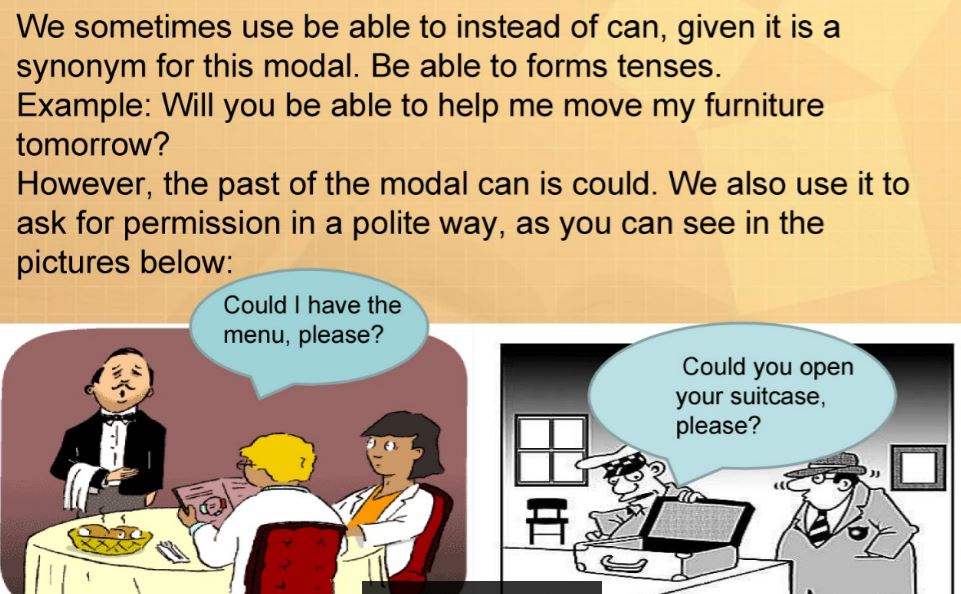 We sometimes use be able to instead of can, given it is a
synonym for this modal. Be able to forms tenses.
Example: Will you be able to help me move my furniture
tomorrow?
However, the past of the modal can is could. We also use it to
ask for permission in a polite way, as you can see in the
pictures below:
Could I have the
menu, please?
Could you open
your suitcase,
please?